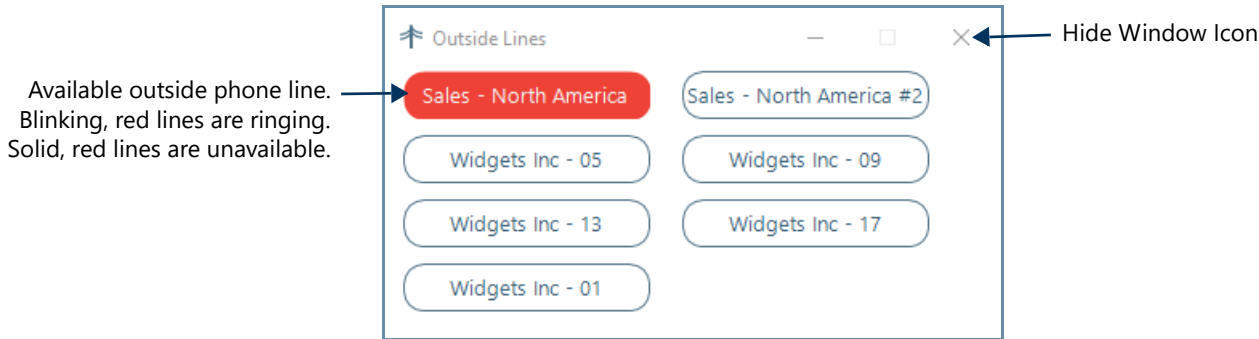 Outside Lines
Hide Window Icon
Available outside phone line.
Blinking, red lines are ringing.
Solid, red lines are unavailable.
Sales - North America
Sales - North America #2
Widgets Inc - 05
Widgets Inc - 09
Widgets Inc - 13
Widgets Inc - 17
Widgets Inc - 01